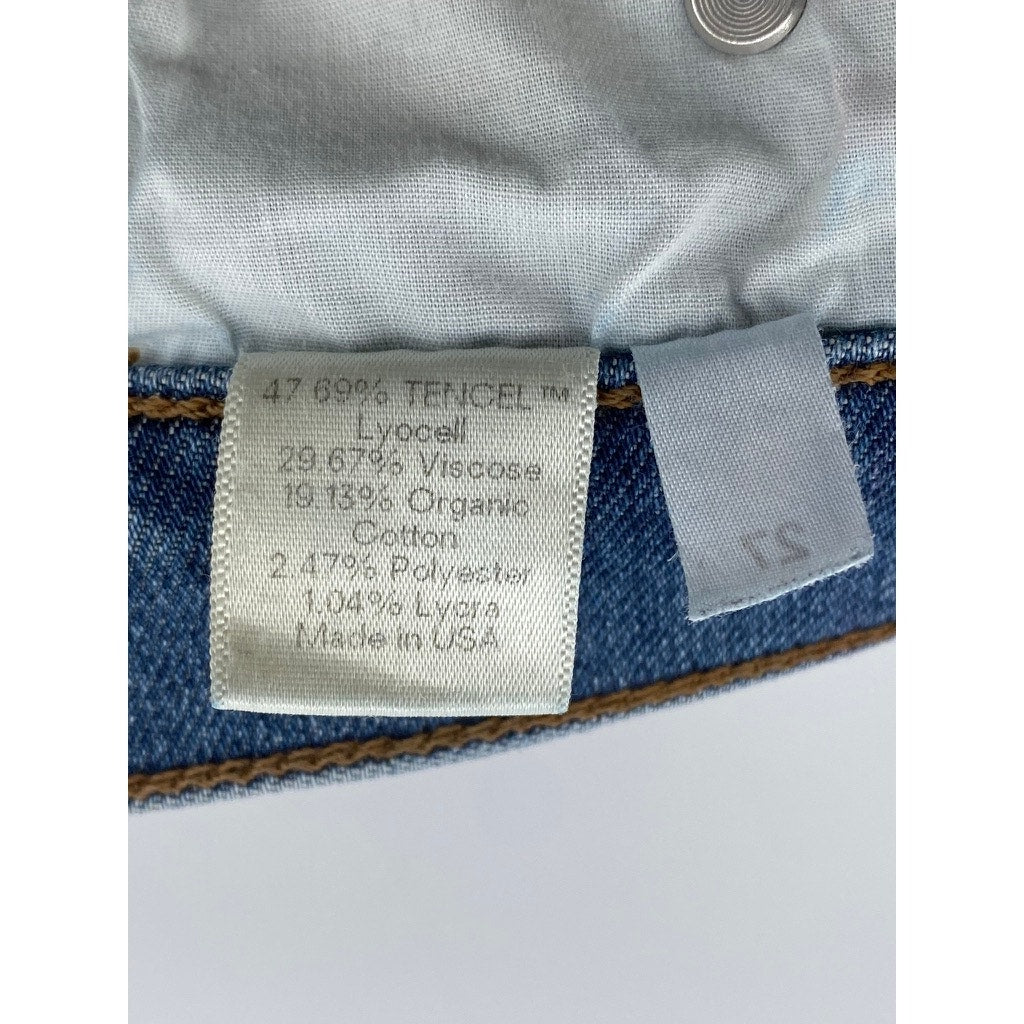 47.69% TENCEL™
Lyocell
29.67% Viscose
19.13% Organic
Cotton
2.47% Polyester
1.04% Lycra
Made in USA
27